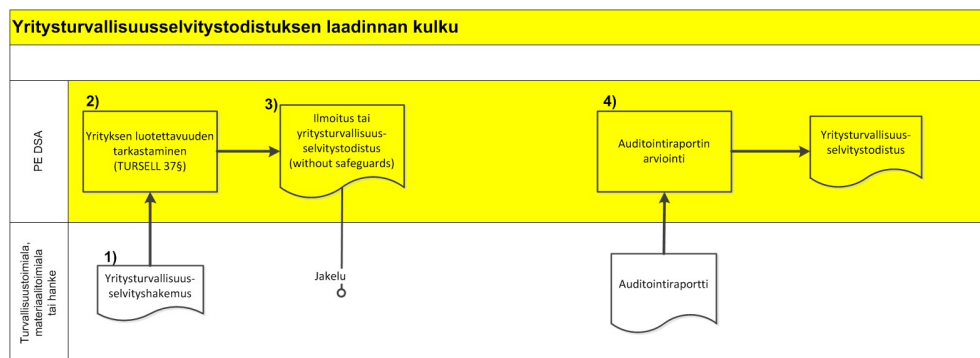 Yritysturvallisuusselvitystodistuksen laadinnan kulku
PE DSA
2)
Yrityksen luotettavuuden
tarkastaminen
(TURSELL 37§)
3)
Ilmoitus tai
yritysturvallisuus-
selvitystodistus
(without safeguards)
4)
Auditointiraportin
arviointi
Yritysturvallisuus-
selvitystodistus
Turvallisuustoimiala,
materiaalitoimiala
tai hanke
1)
Yritysturvallisuus-
selvityshakemus
Jakelu
Auditointiraportti